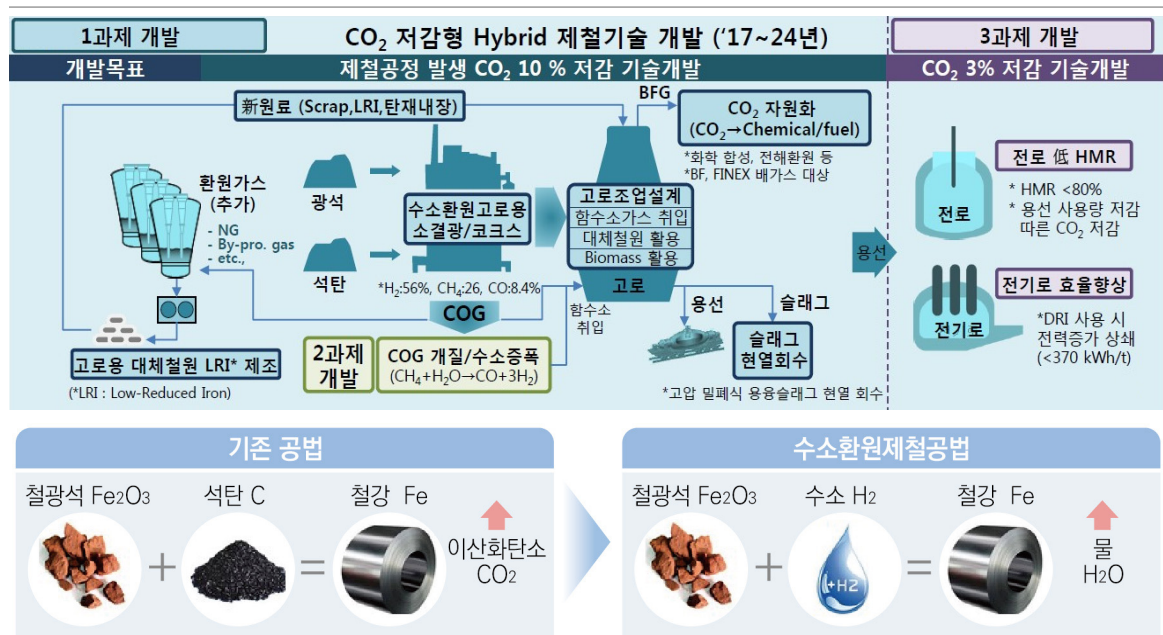 1과제 개발
CO₂ 저감형 Hybrid 제철기술 개발 ('17~24년)
3과제 개발
개발목표
제철공정 발생 CO₂ 10 % 저감 기술개발
CO₂ 3% 저감 기술개발
新원료 (Scrap,LRI,탄재내장)
BFG
CO₂ 자원화
(CO₂→Chemical/fuel)
*화학 합성, 전해환원 등
*BF, FINEX 배가스 대상
환원가스
(추가)
- NG
- By-pro. gas
- etc.,
광석
석탄
수소환원고로용
소결광/코크스
*H₂:56%, CH₄:26, CO:8.4%
COG
고로조업설계
함수소가스 취입
대체철원 활용
Biomass 활용
고로
함수소
취입
용선
슬래그
슬래그
현열회수
*고압 밀폐식 용융슬래그 현열 회수
고로용 대체철원 LRI* 제조
(*LRI : Low-Reduced Iron)
2과제
개발
COG 개질/수소증폭
(CH₄+H₂O→CO+3H₂)
용선
전로
전로 低 HMR
* HMR <80%
* 용선 사용량 저감
따른 CO₂ 저감
전기로
전기로 효율향상
*DRI 사용 시
전력증가 상쇄
(<370 kWh/t)
기존 공법
철광석 Fe₂O₃
석탄 C
철강 Fe
+
=
이산화탄소
CO₂
수소환원제철공법
철광석 Fe₂O₃
수소 H₂
철강 Fe
+
+H2
=
물
H₂O